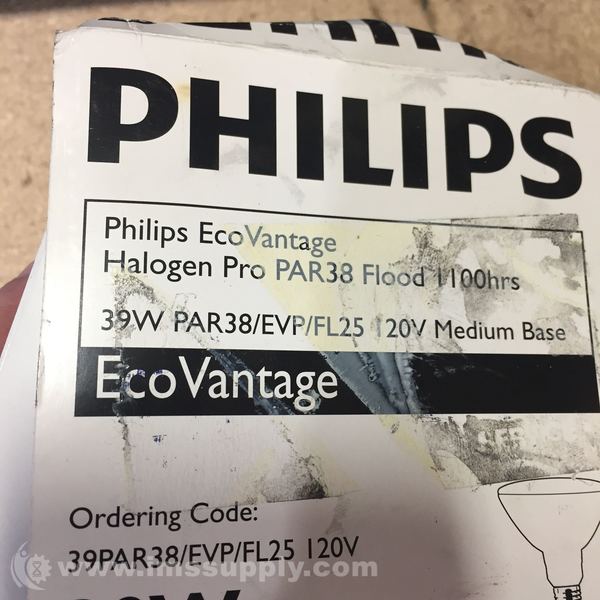 PHILIPS
Philips EcoVantage
Halogen Pro PAR38 Flood 1100hrs
39W PAR38/EVP/FL25 120V Medium Base
EcoVantage
Ordering Code:
39PAR38/EVP/FL25 120V
www.imssupply.com